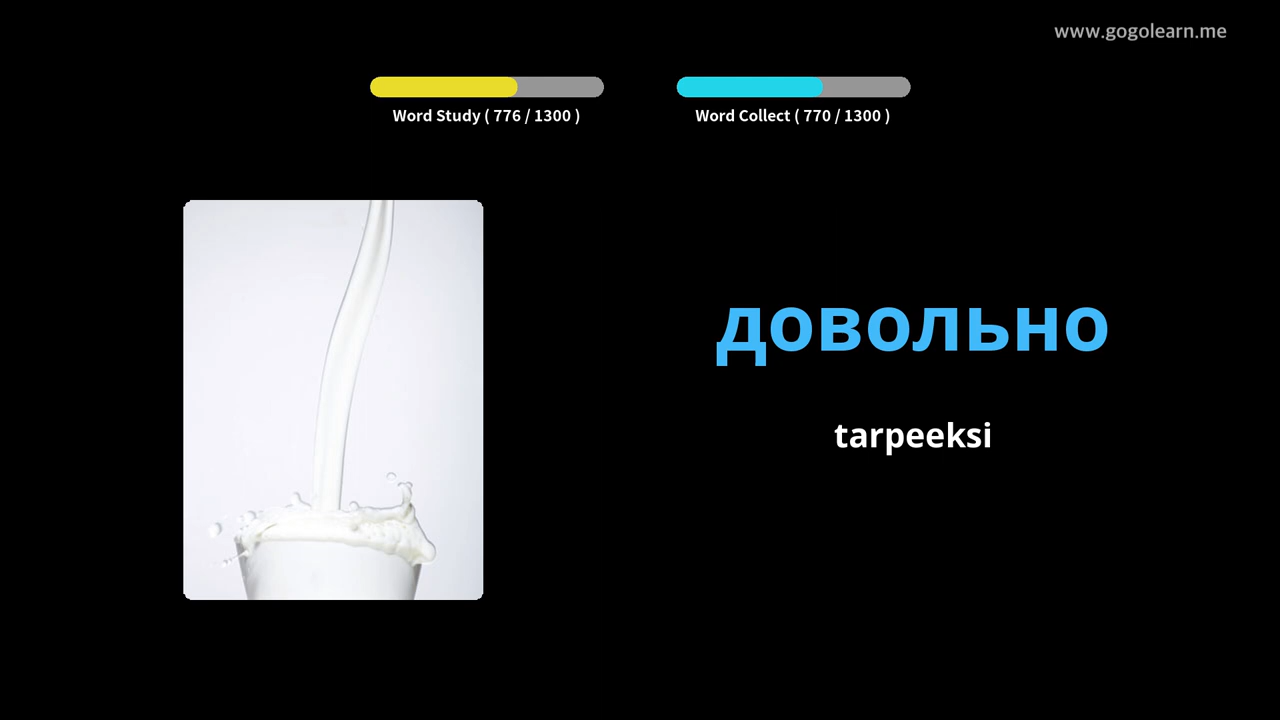 www.gogolearn.me
Word Study ( 776 / 1300 )
Word Collect ( 770 / 1300 )
довольно
tarpeeksi